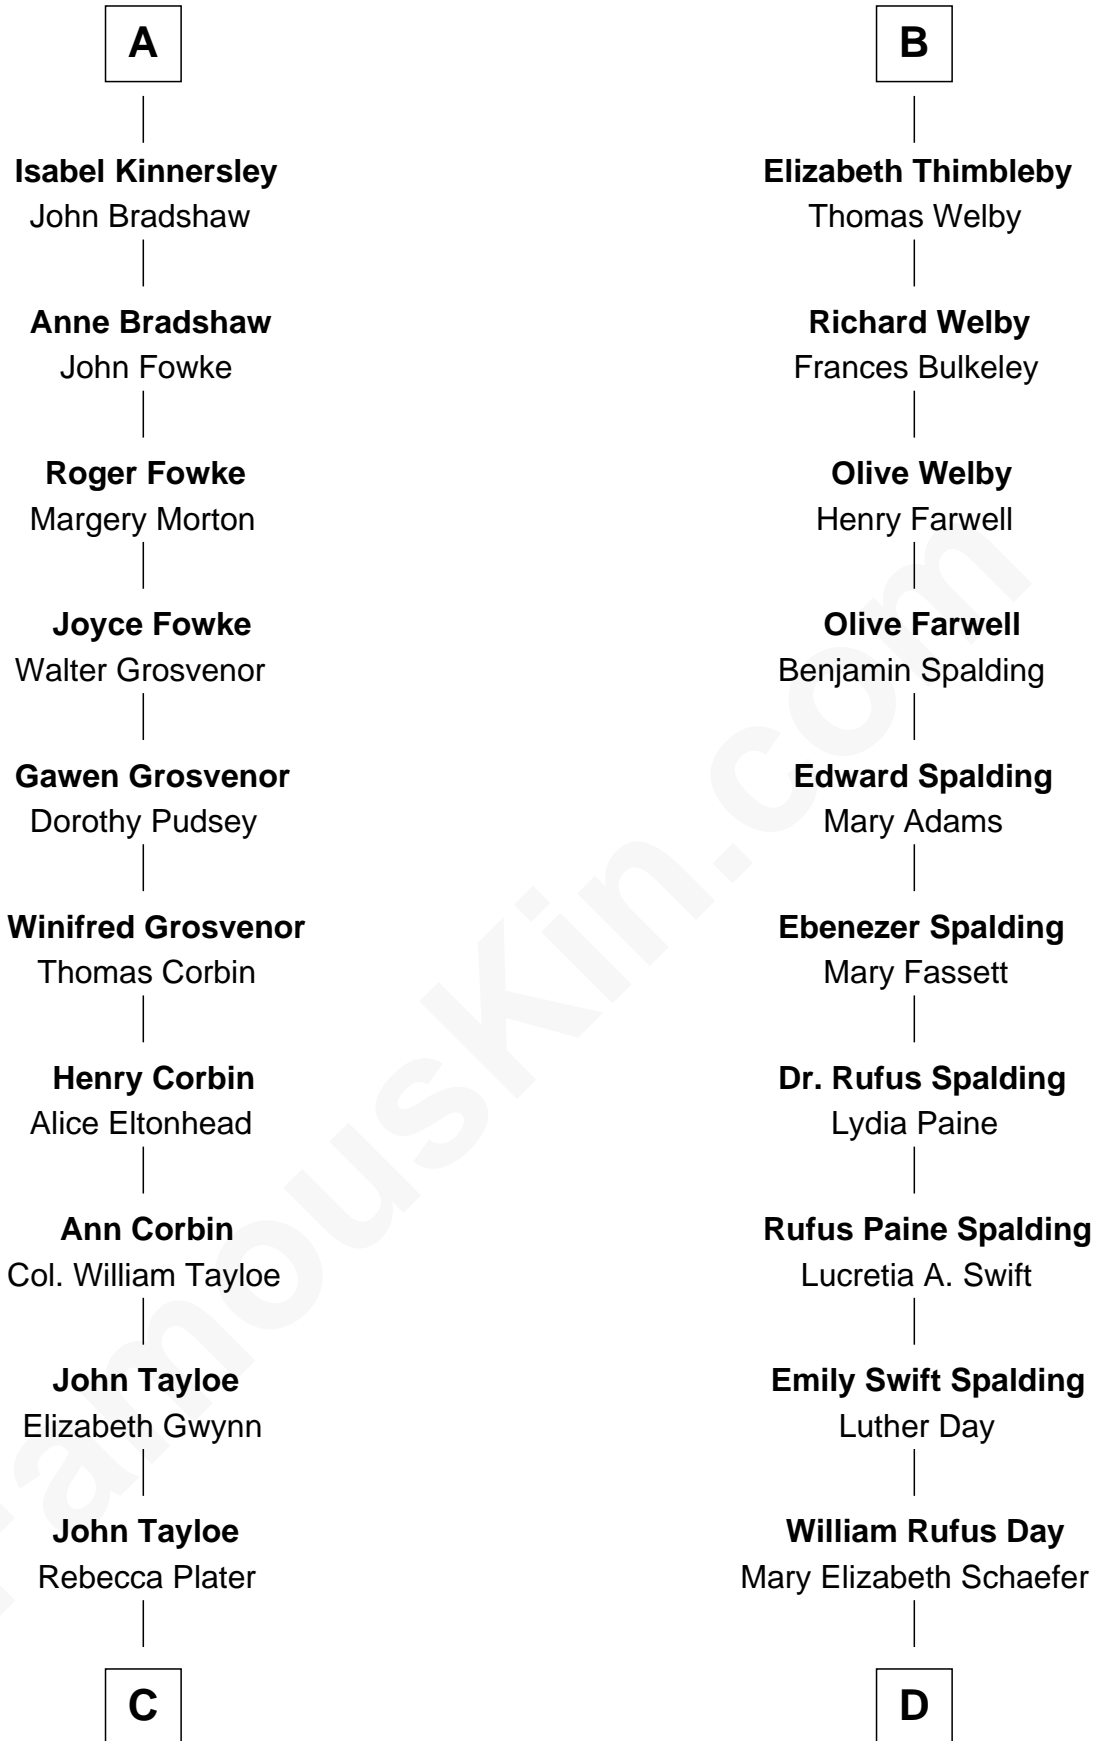 A
Isabel Kinnersley
John Bradshaw
Anne Bradshaw
John Fowke
Roger Fowke
Margery Morton
Joyce Fowke
Walter Grosvenor
Gawen Grosvenor
Dorothy Pudsey
Winifred Grosvenor
Thomas Corbin
Henry Corbin
Alice Eltonhead
Ann Corbin
Col. William Tayloe
John Tayloe
Elizabeth Gwynn
John Tayloe
Rebecca Plater
C
B
Elizabeth Thimbleby
Thomas Welby
Richard Welby
Frances Bulkeley
Olive Welby
Henry Farwell
Olive Farwell
Benjamin Spalding
Edward Spalding
Mary Adams
Ebenezer Spalding
Mary Fassett
Dr. Rufus Spalding
Lydia Paine
Rufus Paine Spalding
Lucretia A. Swift
Emily Swift Spalding
Luther Day
William Rufus Day
Mary Elizabeth Schaefer
D
FamousKin.com